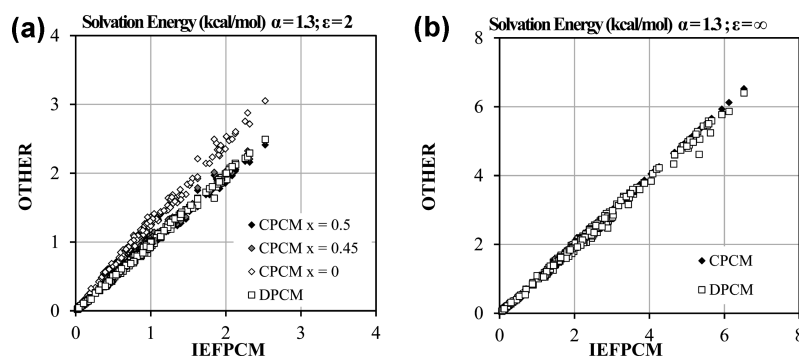 (a)
Solvation Energy (kcal/mol) α=1.3; ε=2
4
3
2
1
0
OTHER
CPCM x = 0.5
CPCM x = 0.45
CPCM x = 0
DPCM
0 1 2 3 4
IEFPCM
(b)
Solvation Energy (kcal/mol) α=1.3; ε=∞
8
6
4
2
0
OTHER
CPCM
DPCM
0 2 4 6 8
IEFPCM